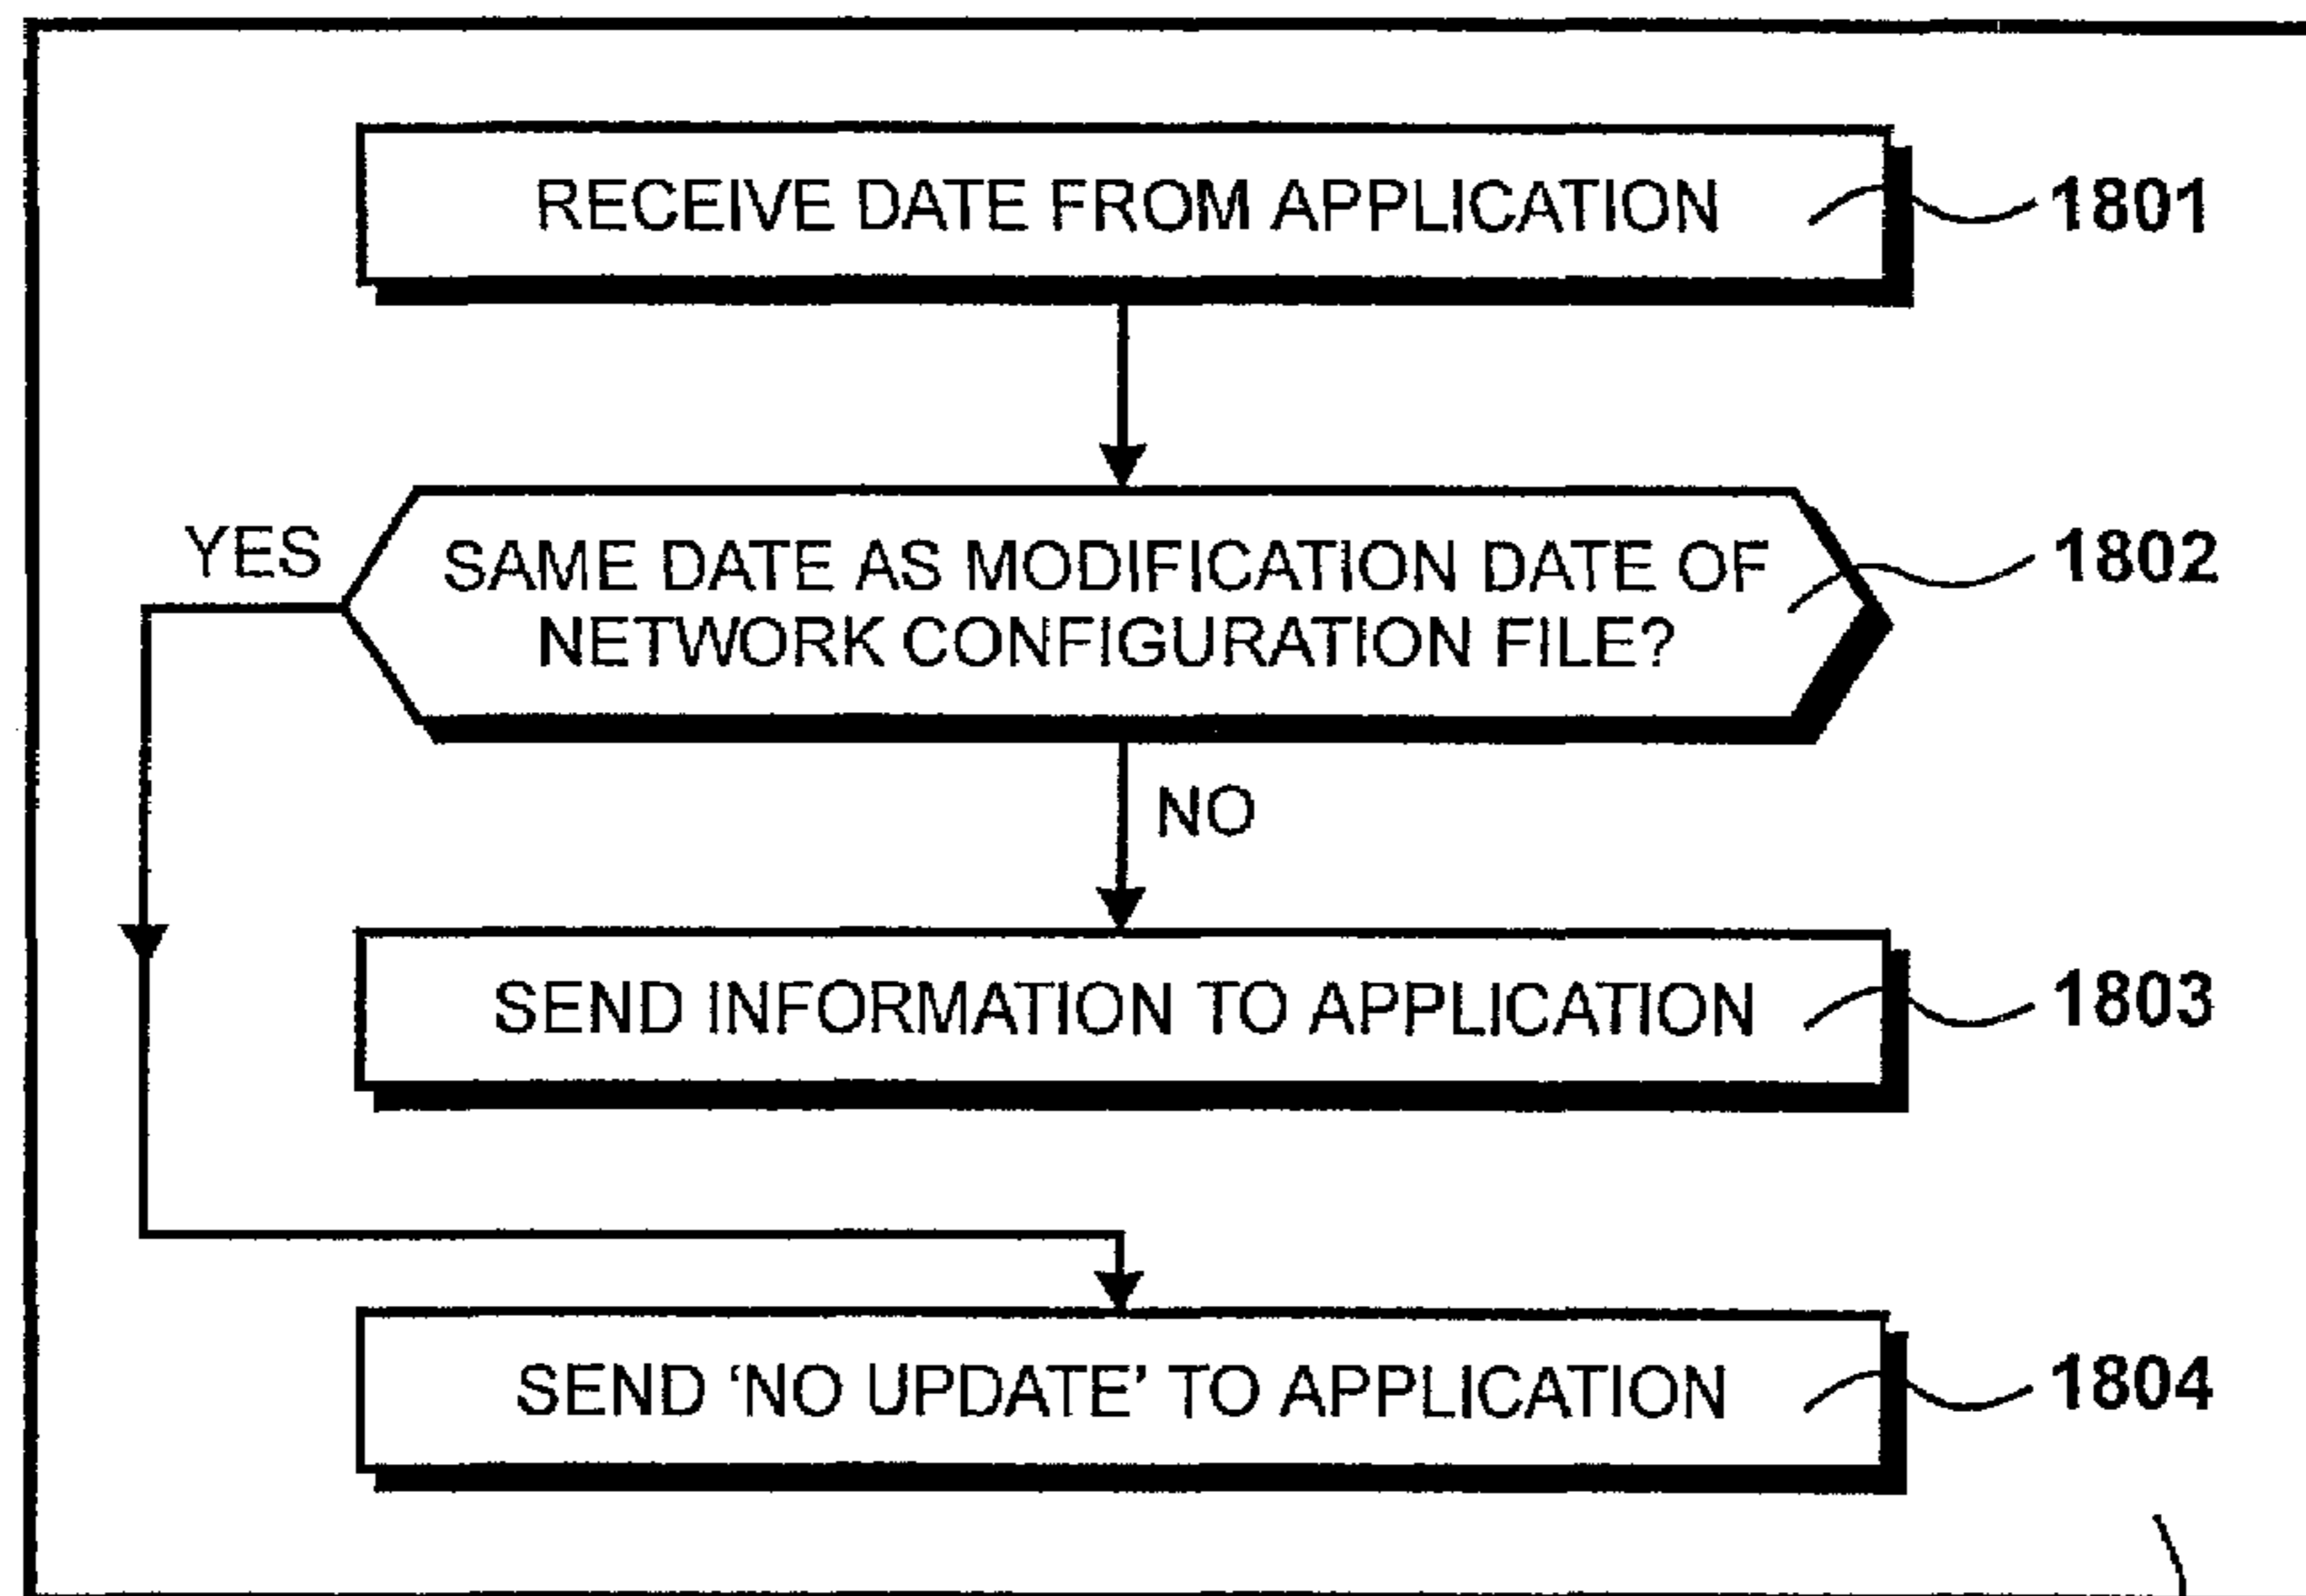 RECEIVE DATE FROM APPLICATION
1801
YES
SAME DATE AS MODIFICATION DATE OF
NETWORK CONFIGURATION FILE?
1802
NO
SEND INFORMATION TO APPLICATION
1803
SEND ‘NO UPDATE’ TO APPLICATION
1804